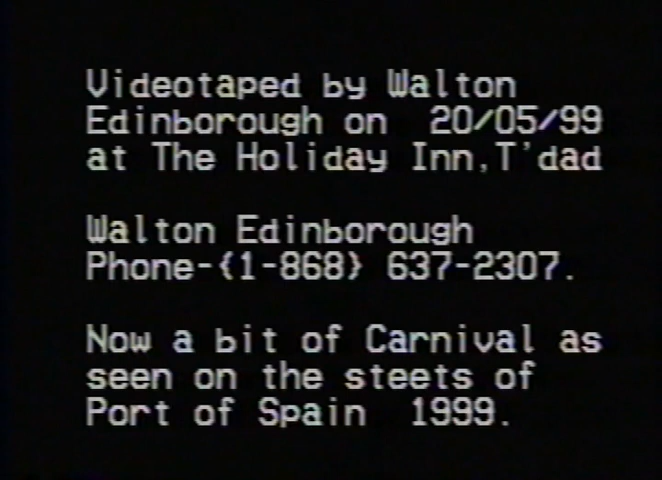 Videotaped by Walton
Edinborough on  20/05/99
at The Holiday Inn,T'dad
Walton Edinborough
Phone-{1-868} 637-2307.
Now a bit of Carnival as
seen on the steets of
Port of Spain  1999.